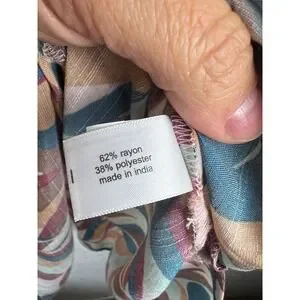 62% rayon
38% polyester
made in india